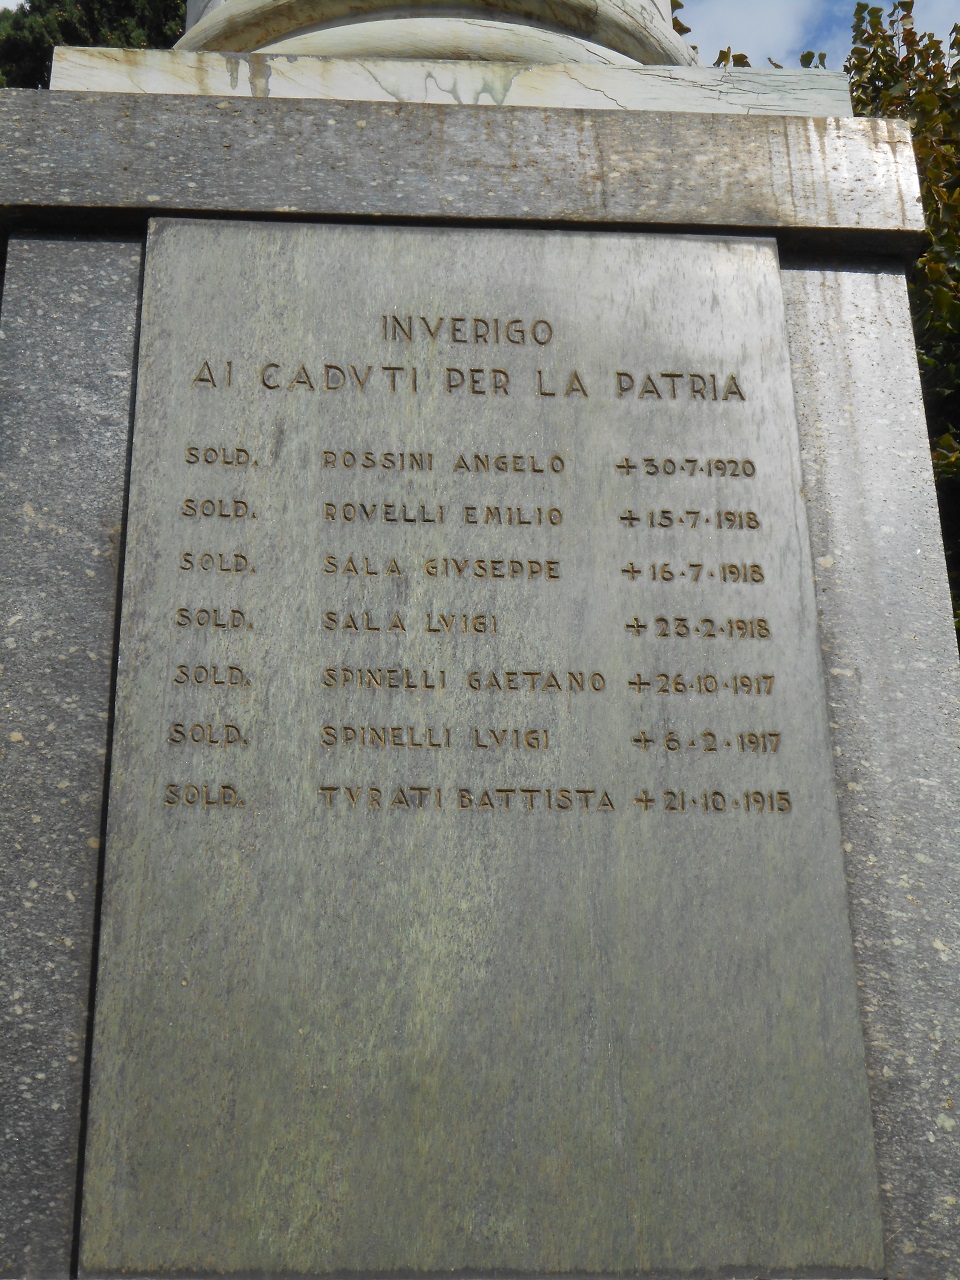 INVERIGO
AI CADVTI PER LA PATRIA
SOLD. ROSSINI ANGELO +30·7·1920
SOLD. ROVELLI EMILIO +15·7·1918
SOLD. SALA GIVSEPPE +16·7·1918
SOLD. SALA LVIGI +23·2·1918
SOLD. SPINELLI GAETANO +26·10·1917
SOLD. SPINELLI LVIGI +6·2·1917
SOLD. TVRATI BATTISTA +21·10·1915